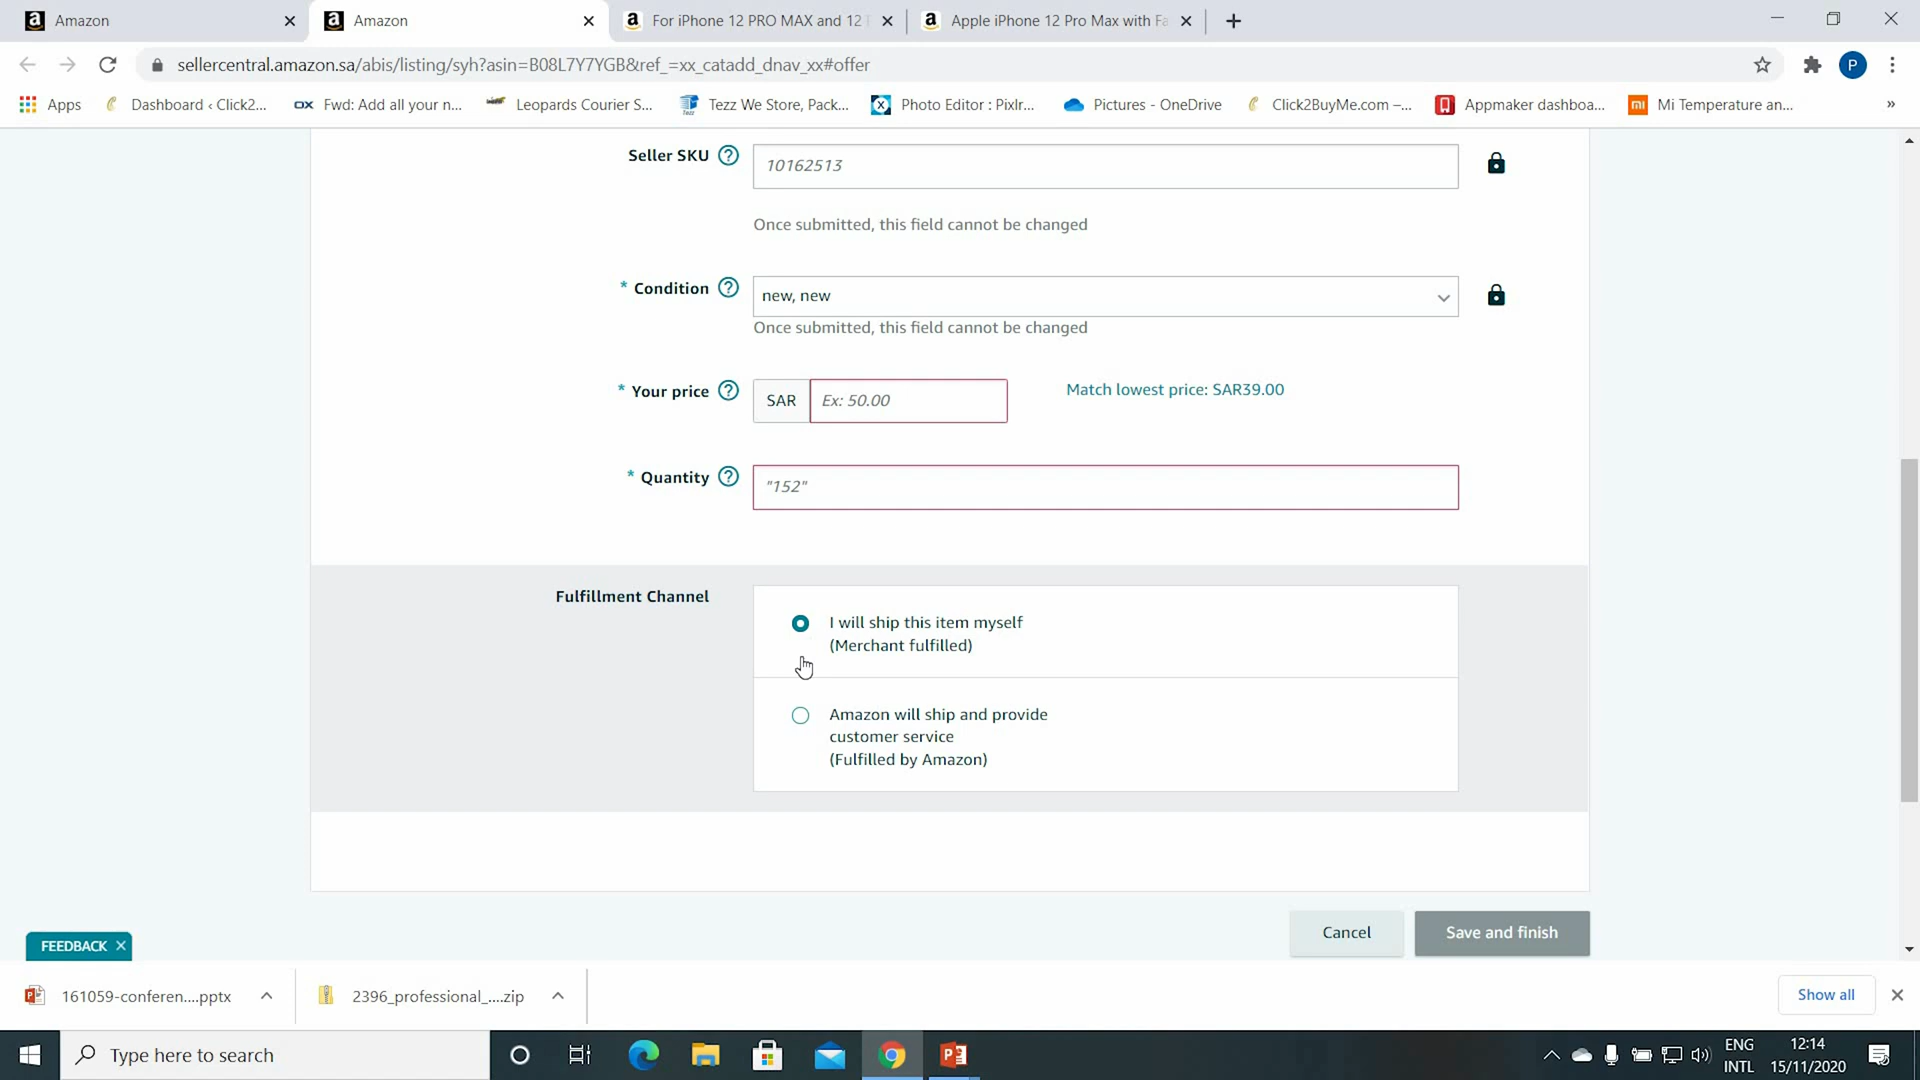 Amazon
Amazon
For iPhone 12 PRO MAX and 12 P
Apple iPhone 12 Pro Max with Fa
sellercentral.amazon.sa/abis/listing/syh?asin=B08L7Y7YGB&ref_=xx_catadd_dnav_xx#offer
P
Apps
Dashboard ‹ Click2...
OX
Fwd: Add all your n...
Leopards Courier S...
Tezz We Store, Pack...
Photo Editor : Pixlr...
Pictures - OneDrive
Click2BuyMe.com –...
Appmaker dashboa...
Mi Temperature an...
»
Seller SKU
10162513
Once submitted, this field cannot be changed
* Condition
new, new
Once submitted, this field cannot be changed
* Your price
SAR
Ex: 50.00
Match lowest price: SAR39.00
* Quantity
"152"
Fulfillment Channel
I will ship this item myself
(Merchant fulfilled)
Amazon will ship and provide
customer service
(Fulfilled by Amazon)
Cancel
Save and finish
FEEDBACK
161059-conferen....pptx
2396_professional_....zip
Show all
Type here to search
ENG
INTL
12:14
15/11/2020